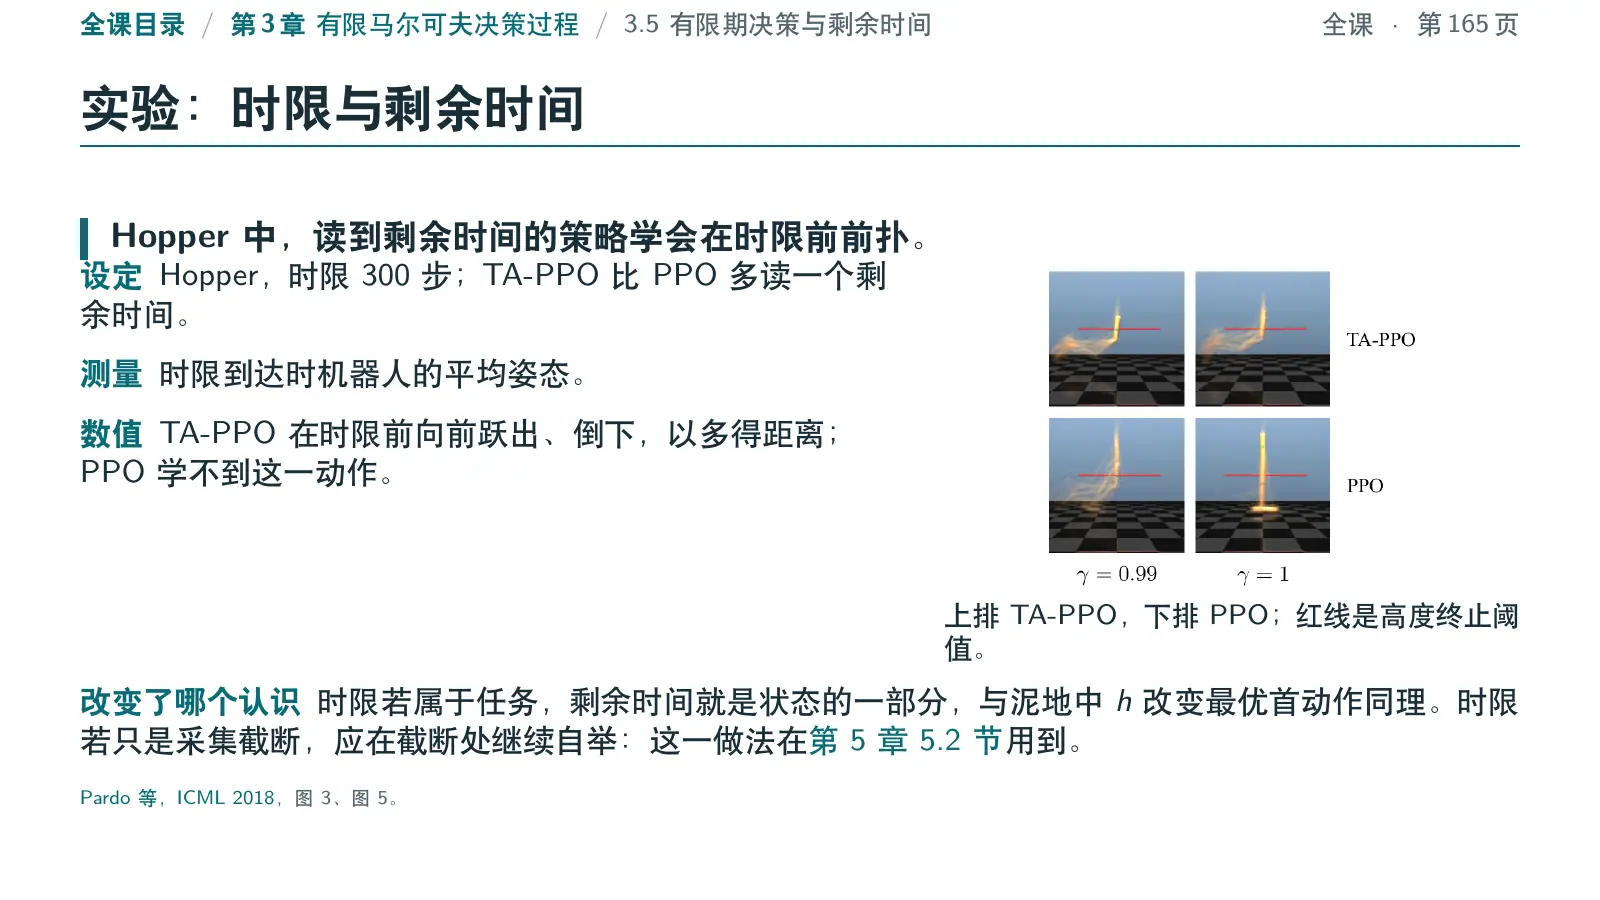 全课目录 / 第 3 章 有限马尔可夫决策过程 / 3.5 有限期决策与剩余时间
全课 · 第 165 页
实验：时限与剩余时间
Hopper 中，读到剩余时间的策略学会在时限前前扑。
设定 Hopper，时限 300 步；TA-PPO 比 PPO 多读一个剩
余时间。
测量 时限到达时机器人的平均姿态。
数值 TA-PPO 在时限前向前跃出、倒下，以多得距离；
PPO 学不到这一动作。
TA-PPO
PPO
γ = 0.99 γ = 1
上排 TA-PPO，下排 PPO；红线是高度终止阈
值。
改变了哪个认识 时限若属于任务，剩余时间就是状态的一部分，与泥地中 h 改变最优首动作同理。时限
若只是采集截断，应在截断处继续自举：这一做法在第 5 章 5.2 节用到。
Pardo 等，ICML 2018，图 3、图 5。